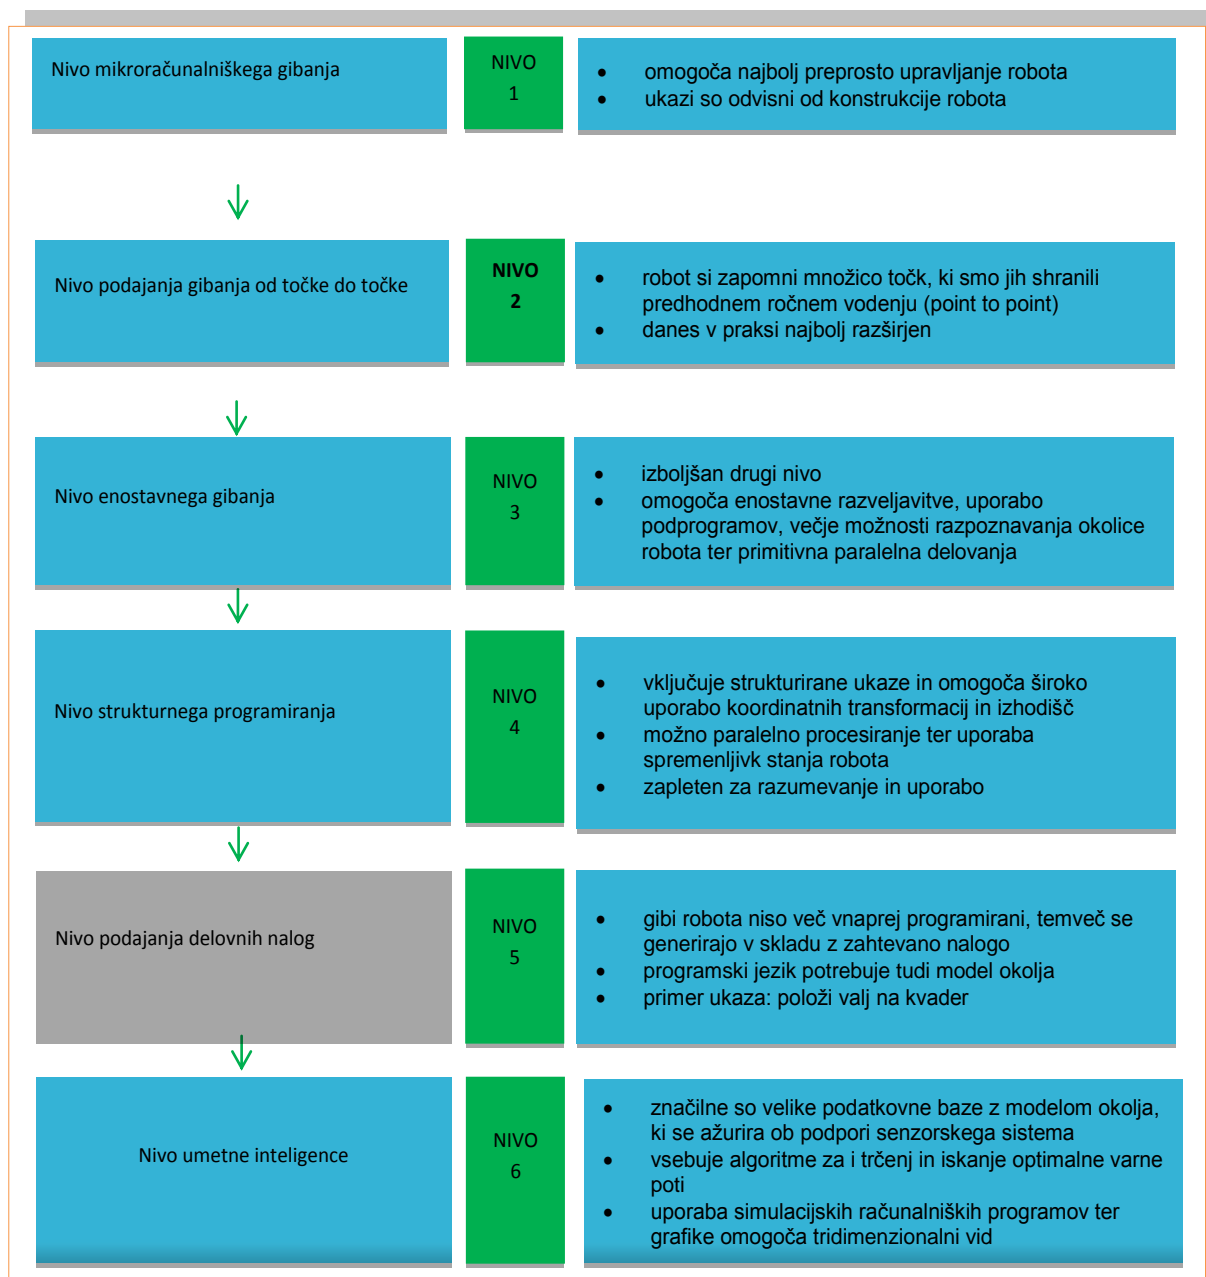 Nivo mikroračunalniškega gibanja
NIVO
1
• omogoča najbolj preprosto upravljanje robota
• ukazi so odvisni od konstrukcije robota
Nivo podajanja gibanja od točke do točke
NIVO
2
• robot si zapomni množico točk, ki smo jih shranili
predhodnem ročnem vodenju (point to point)
• danes v praksi najbolj razširjen
Nivo enostavnega gibanja
NIVO
3
• izboljšan drugi nivo
• omogoča enostavne razveljavitve, uporabo
podprogramov, večje možnosti razpoznavanja okolice
robota ter primitivna paralelna delovanja
Nivo strukturnega programiranja
NIVO
4
• vključuje strukturirane ukaze in omogoča široko
uporabo koordinatnih transformacij in izhodišč
• možno paralelno procesiranje ter uporaba
spremenljivk stanja robota
• zapleten za razumevanje in uporabo
Nivo podajanja delovnih nalog
NIVO
5
• gibi robota niso več vnaprej programirani, temveč se
generirajo v skladu z zahtevano nalogo
• programski jezik potrebuje tudi model okolja
• primer ukaza: položi valj na kvader
Nivo umetne inteligence
NIVO
6
• značilne so velike podatkovne baze z modelom okolja,
ki se ažurira ob podpori senzorskega sistema
• vsebuje algoritme za i trčenj in iskanje optimalne varne
poti
• uporaba simulacijskih računalniških programov ter
grafike omogoča tridimenzionalni vid